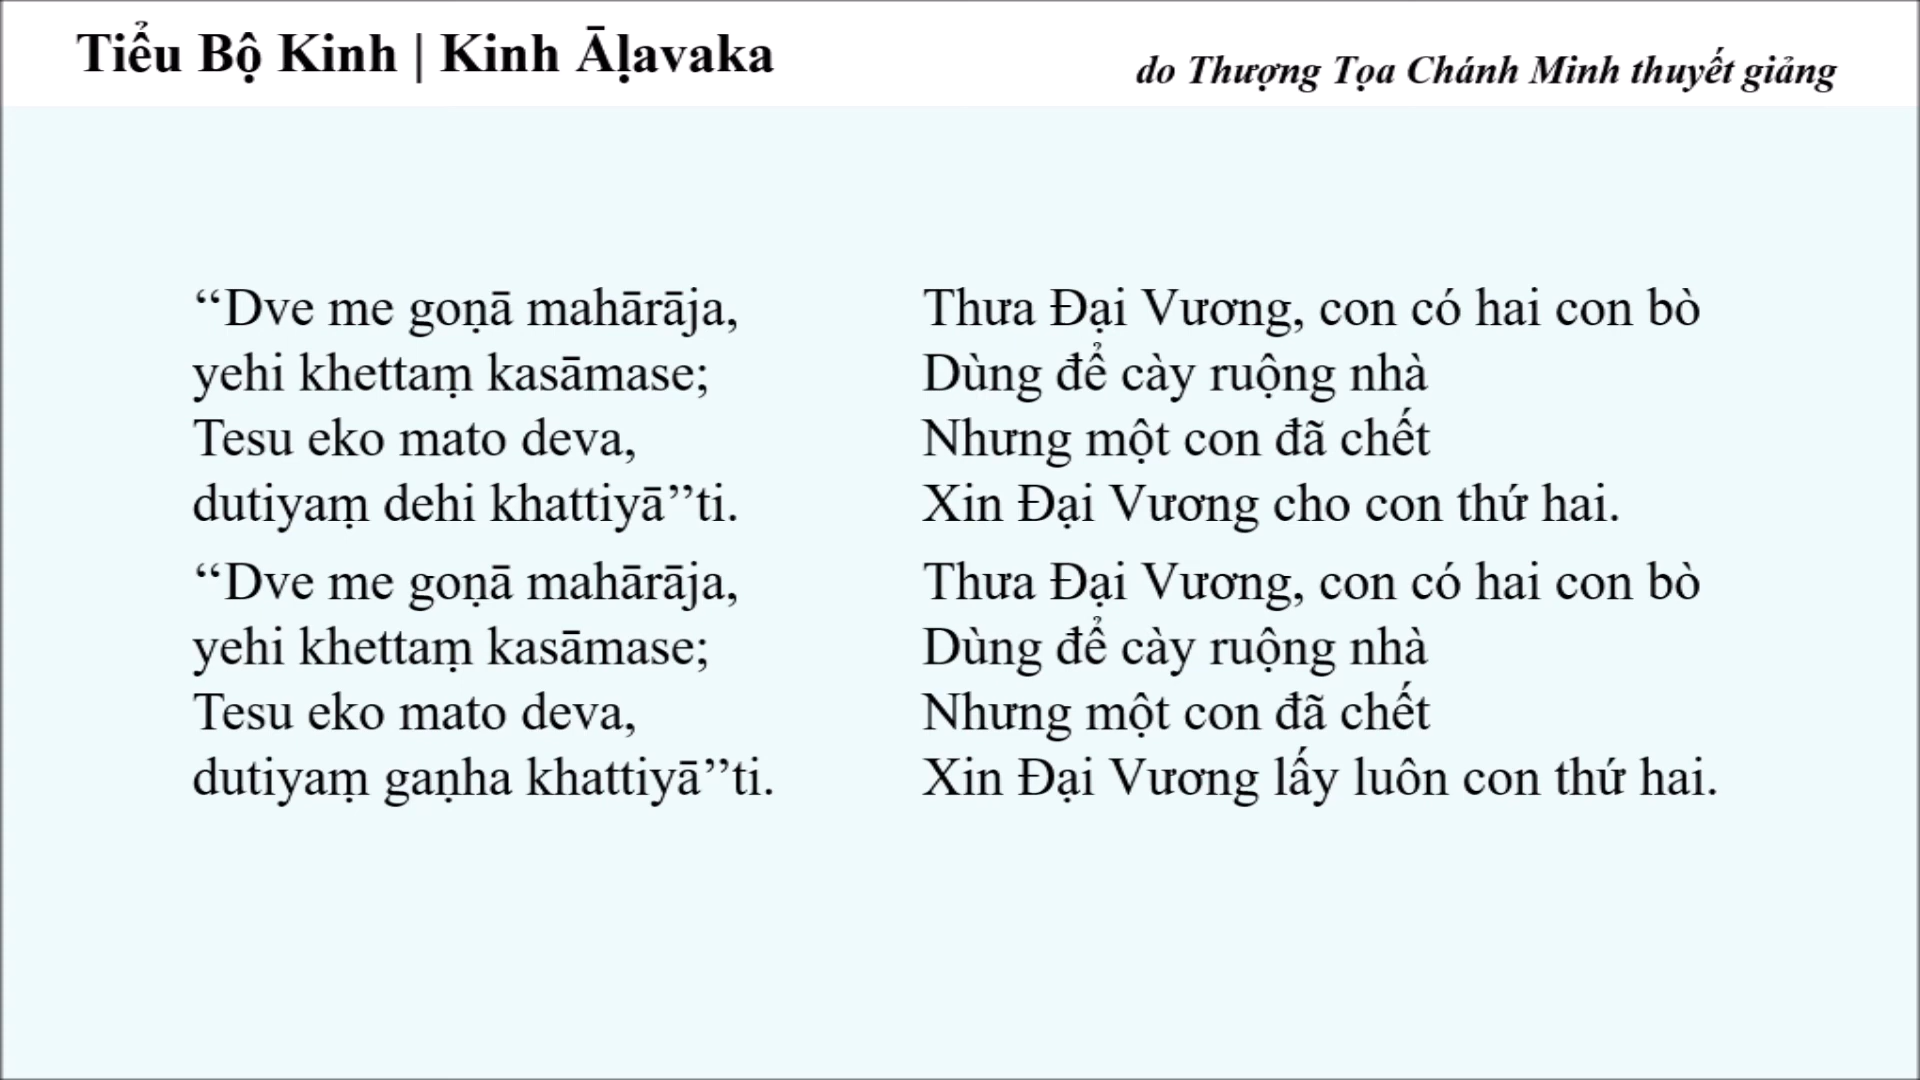 Tiểu Bộ Kinh | Kinh Āḷavaka
do Thượng Tọa Chánh Minh thuyết giảng
‘‘Dve me goṇā mahārāja,
yehi khettaṃ kasāmase;
Tesu eko mato deva,
dutiyaṃ dehi khattiyā’’ti.
‘‘Dve me goṇā mahārāja,
yehi khettaṃ kasāmase;
Tesu eko mato deva,
dutiyaṃ gaṇha khattiyā’’ti.
Thưa Đại Vương, con có hai con bò
Dùng để cày ruộng nhà
Nhưng một con đã chết
Xin Đại Vương cho con thứ hai.
Thưa Đại Vương, con có hai con bò
Dùng để cày ruộng nhà
Nhưng một con đã chết
Xin Đại Vương lấy luôn con thứ hai.